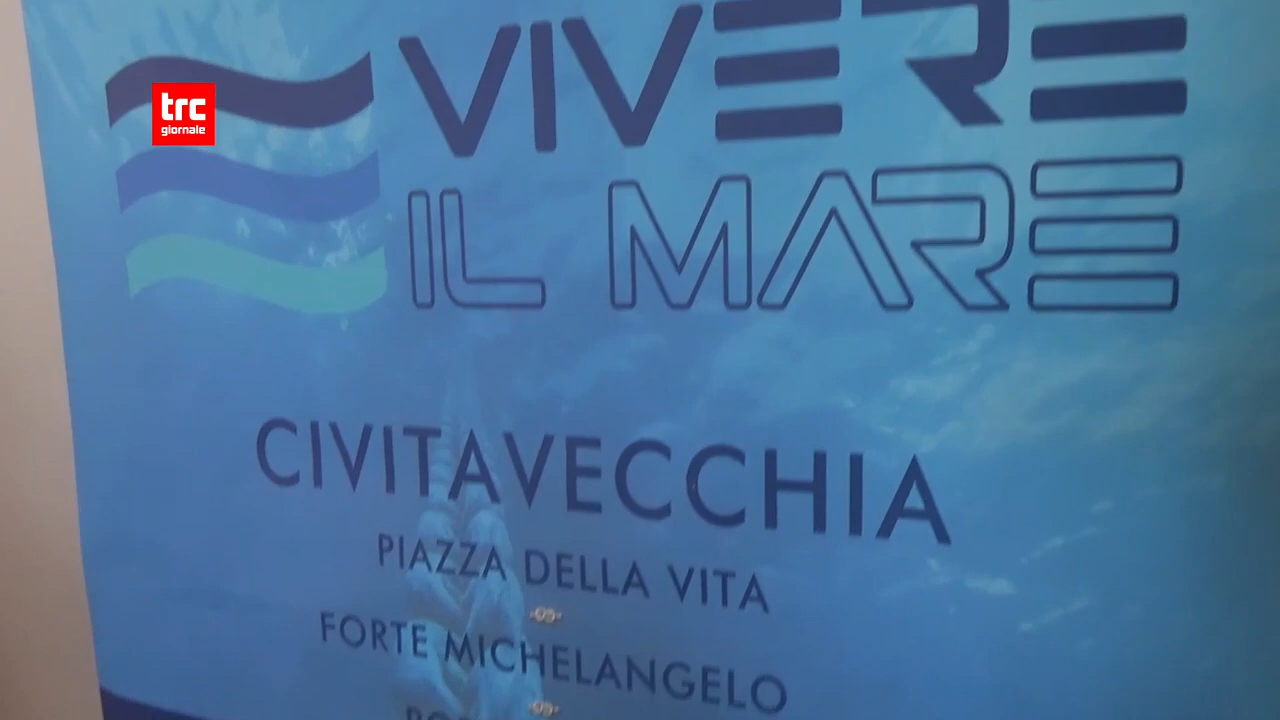 trc
giornale
VIVERE
IL MARE
CIVITAVECCHIA
PIAZZA DELLA VITA
FORTE MICHELANGELO